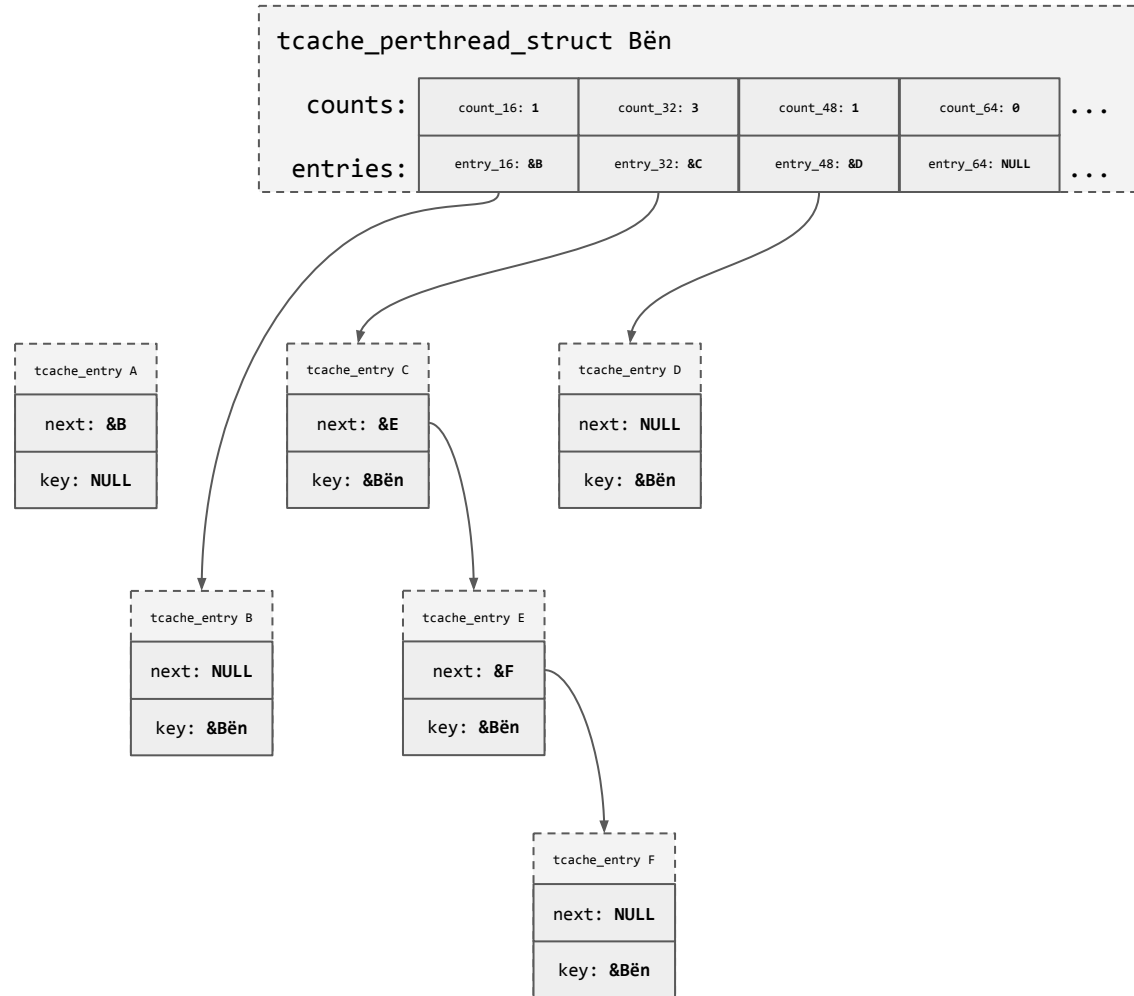 tcache_perthread_struct Bën
counts: count_16: 1 count_32: 3 count_48: 1 count_64: 0 ...
entries: entry_16: &B entry_32: &C entry_48: &D entry_64: NULL ...
tcache_entry A
next: &B
key: NULL
tcache_entry C
next: &E
key: &Bën
tcache_entry D
next: NULL
key: &Bën
tcache_entry B
next: NULL
key: &Bën
tcache_entry E
next: &F
key: &Bën
tcache_entry F
next: NULL
key: &Bën